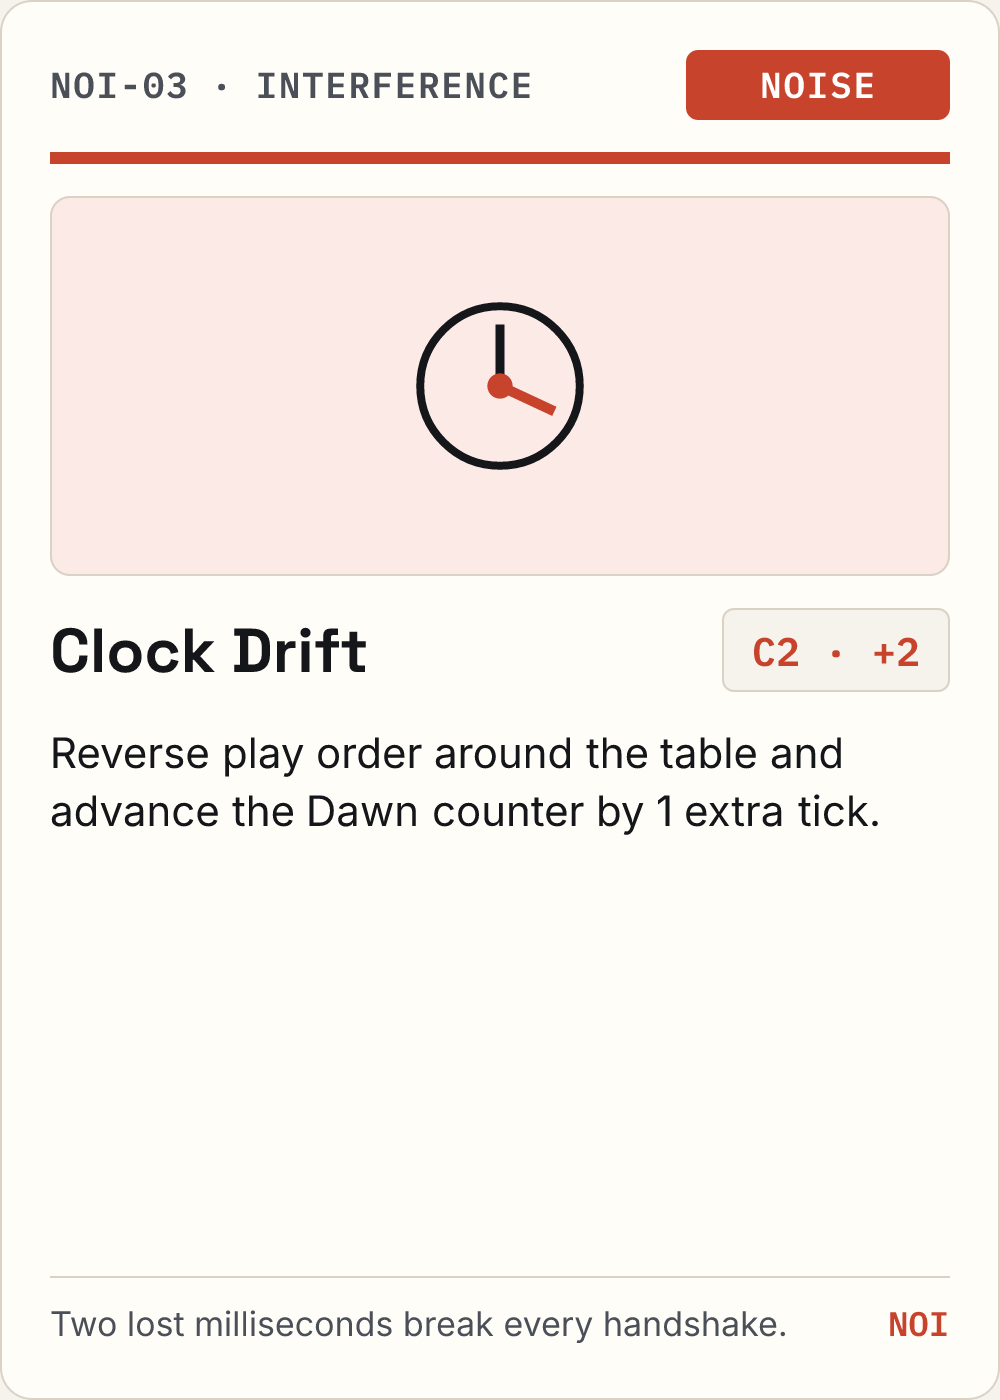 NOI-03 · INTERFERENCE
NOISE
Clock Drift
C2 · +2
Reverse play order around the table and
advance the Dawn counter by 1 extra tick.
Two lost milliseconds break every handshake.
NOI